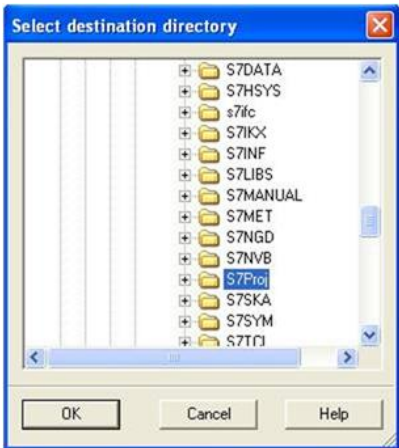 Select destination directory
S7DATA
S7HSYS
s7ifc
S7IKX
S7INF
S7LIBS
S7MANUAL
S7MET
S7NGD
S7NVB
S7Proj
S7SKA
S7SYM
S7TCI
OK
Cancel
Help